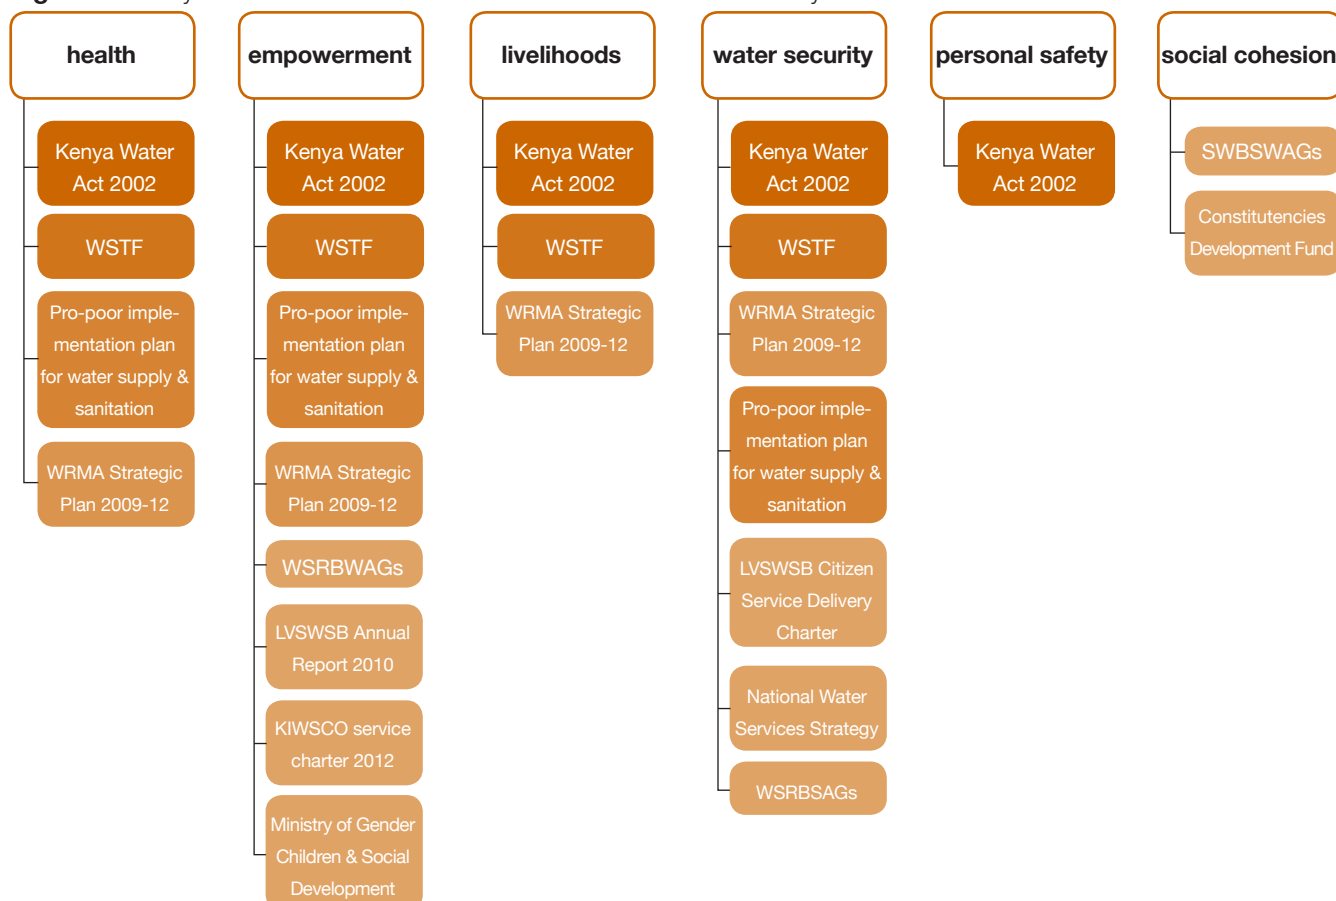 health
Kenya Water
Act 2002
WSTF
Pro-poor imple-
mentation plan
for water supply &
sanitation
WRMA Strategic
Plan 2009-12
empowerment
Kenya Water
Act 2002
WSTF
Pro-poor imple-
mentation plan
for water supply &
sanitation
WRMA Strategic
Plan 2009-12
WSRBWAGs
LVSWSB Annual
Report 2010
KIWSCO service
charter 2012
Ministry of Gender
Children & Social
Development
livelihoods
Kenya Water
Act 2002
WSTF
WRMA Strategic
Plan 2009-12
water security
Kenya Water
Act 2002
WSTF
WRMA Strategic
Plan 2009-12
Pro-poor imple-
mentation plan
for water supply &
sanitation
LVSWSB Citizen
Service Delivery
Charter
National Water
Services Strategy
WSRBSAGs
personal safety
Kenya Water
Act 2002
social cohesion
SWBSWAGs
Constitutencies
Development Fund